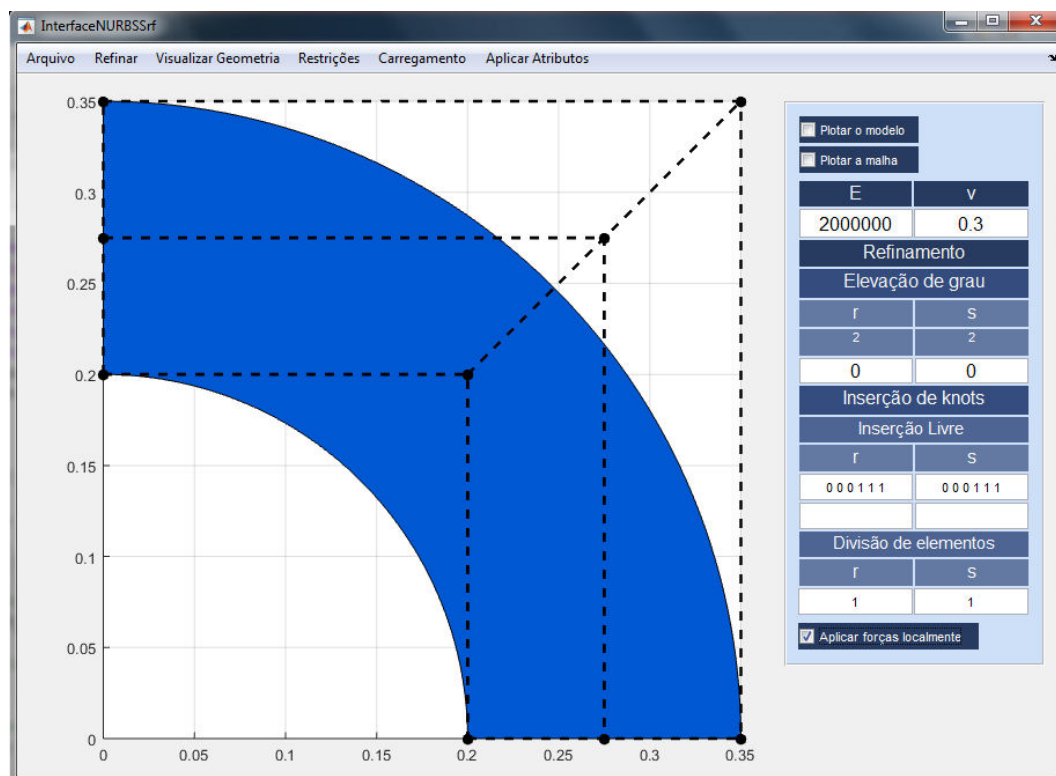 InterfaceNURBSSrf
Arquivo Refinar Visualizar Geometria Restrições Carregamento Aplicar Atributos
0.35
0.3
0.25
0.2
0.15
0.1
0.05
0
0 0.05 0.1 0.15 0.2 0.25 0.3 0.35
Plotar o modelo
Plotar a malha
E v
2000000 0.3
Refinamento
Elevação de grau
r s
2 2
0 0
Inserção de knots
Inserção Livre
r s
0 0 0 1 1 1 0 0 0 1 1 1
Divisão de elementos
r s
1 1
Aplicar forças localmente